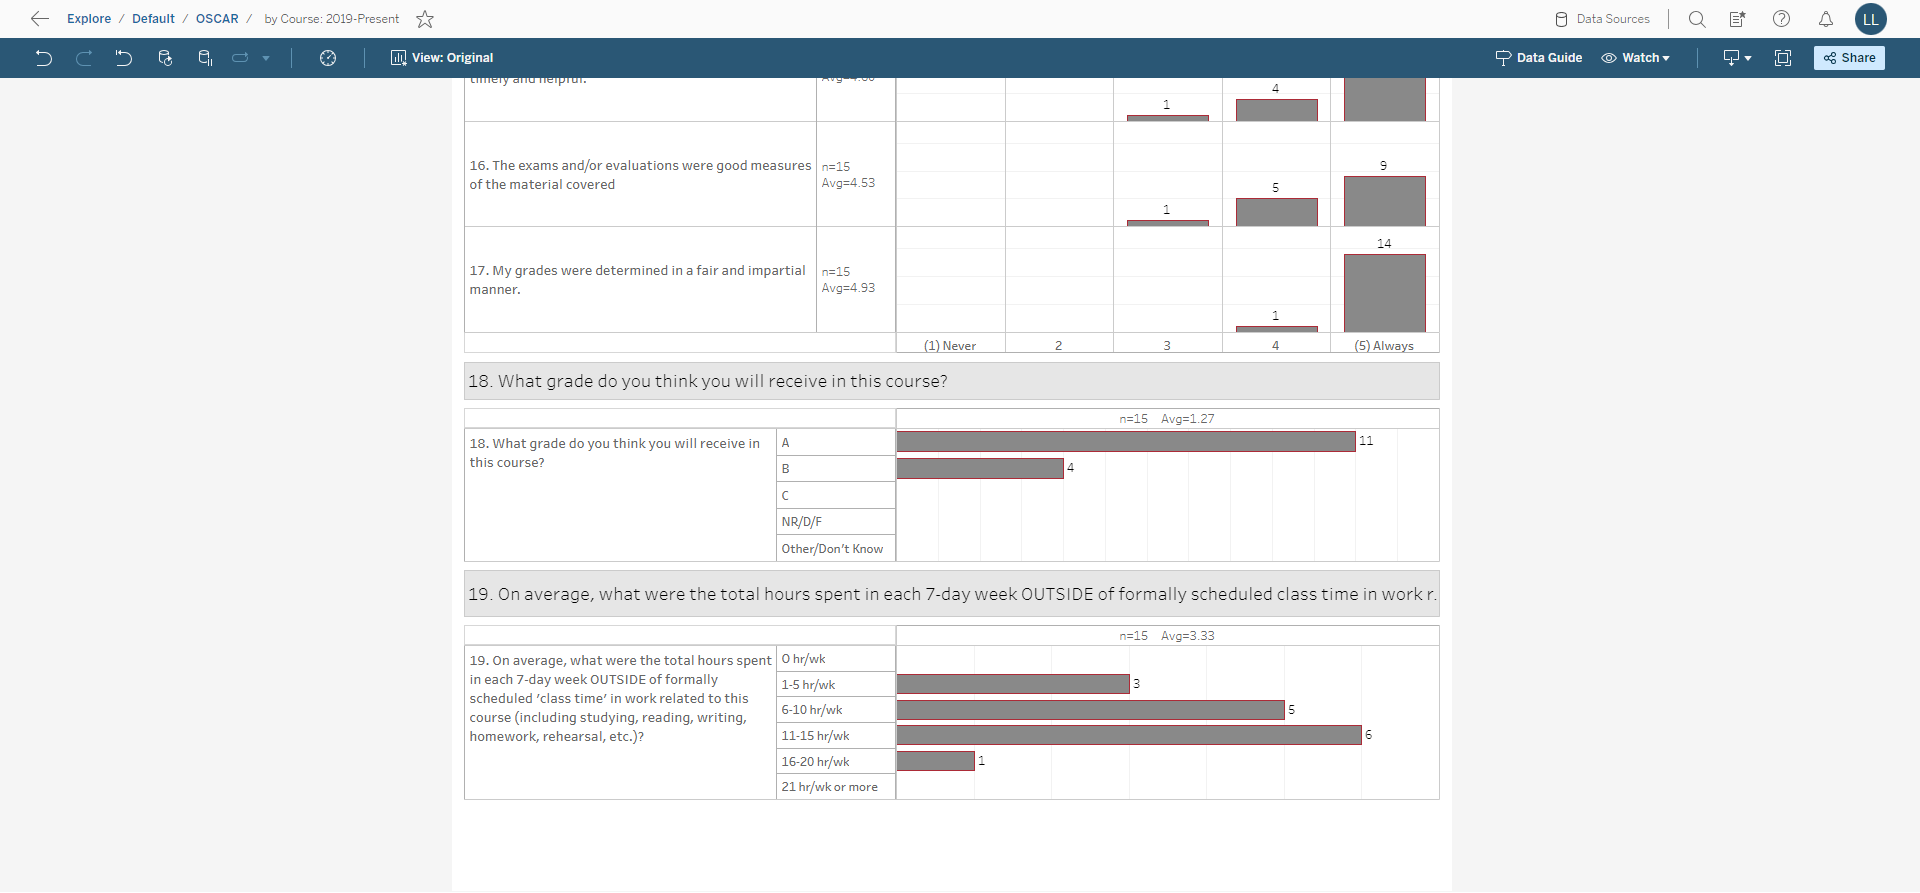 Explore / Default / OSCAR / by Course: 2019-Present
Data Sources
LL
View: Original
Data Guide
Watch
Share
timely and helpful.
4
1
16. The exams and/or evaluations were good measures
of the material covered
n=15
Avg=4.53
1
5
9
17. My grades were determined in a fair and impartial
manner.
n=15
Avg=4.93
1
14
(1) Never
2
3
4
(5) Always
18. What grade do you think you will receive in this course?
n=15 Avg=1.27
18. What grade do you think you will receive in
this course?
A
11
B
4
C
NR/D/F
Other/Don't Know
19. On average, what were the total hours spent in each 7-day week OUTSIDE of formally scheduled class time in work r.
n=15 Avg=3.33
19. On average, what were the total hours spent
in each 7-day week OUTSIDE of formally
scheduled 'class time' in work related to this
course (including studying, reading, writing,
homework, rehearsal, etc.)?
0 hr/wk
1-5 hr/wk
3
6-10 hr/wk
5
11-15 hr/wk
6
16-20 hr/wk
1
21 hr/wk or more